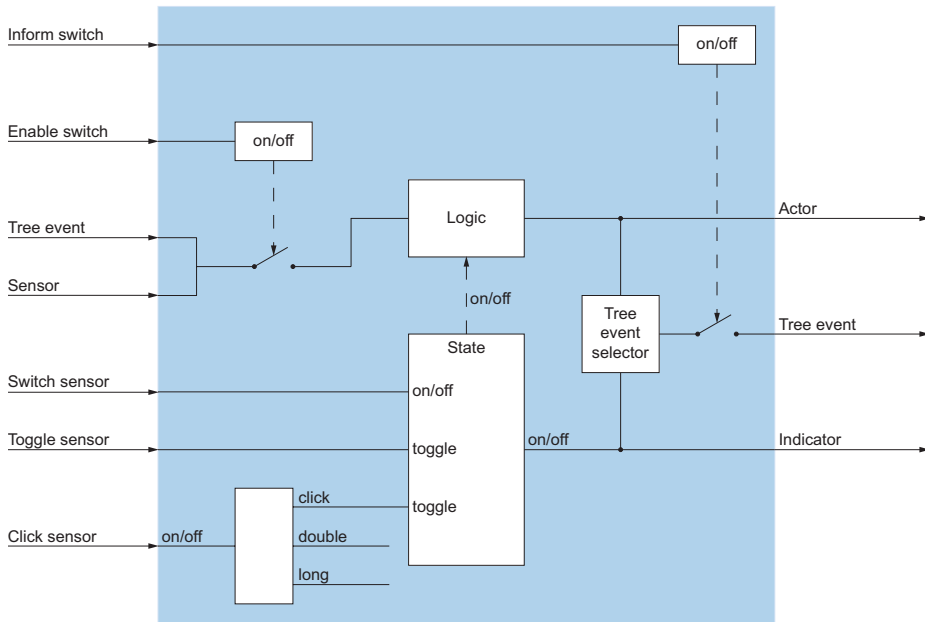 Inform switch
on/off
Enable switch
on/off
Logic
Actor
Tree event
Sensor
on/off
Tree
event
selector
Tree event
State
Switch sensor
on/off
Toggle sensor
toggle
on/off
Indicator
click
toggle
Click sensor
on/off
double
long